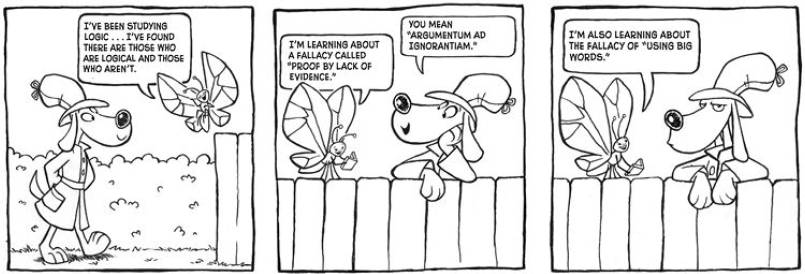 I'VE BEEN STUDYING
LOGIC . . . I'VE FOUND
THERE ARE THOSE WHO
ARE LOGICAL AND THOSE
WHO AREN'T.
I'M LEARNING ABOUT
A FALLACY CALLED
"PROOF BY LACK OF
EVIDENCE."
YOU MEAN
"ARGUMENTUM AD
IGNORANTIAM."
I'M ALSO LEARNING ABOUT
THE FALLACY OF "USING BIG
WORDS."